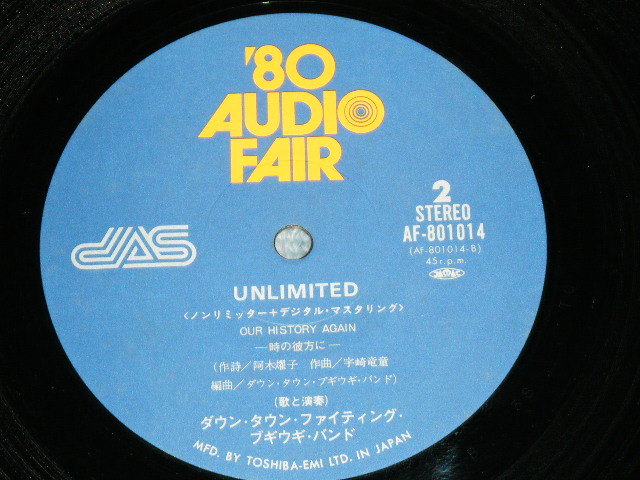 '80
AUDIO
FAIR
JAS
2
STEREO
AF-801014
(AF-801014-B)
45r.p.m.
JASRAC
UNLIMITED
<ノンリミッター+デジタル・マスタリング>
OUR HISTORY AGAIN
—時の彼方に—
(作詩/阿木燿子 作曲/宇崎竜童
編曲/ダウン・タウン・ブギウギ・バンド)
(歌と演奏)
ダウン・タウン・ファイティング・
ブギウギ・バンド
MFD. BY TOSHIBA-EMI LTD. IN JAPAN